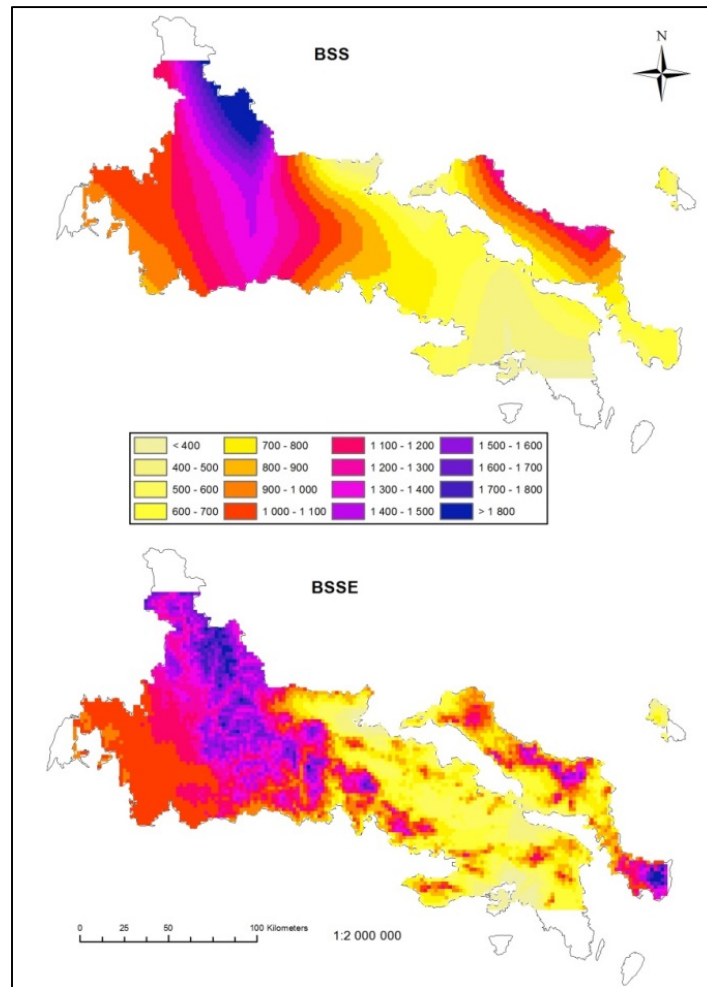 N
BSS
< 400
400 - 500
500 - 600
600 - 700
700 - 800
800 - 900
900 - 1 000
1 000 - 1 100
1 100 - 1 200
1 200 - 1 300
1 300 - 1 400
1 400 - 1 500
1 500 - 1 600
1 600 - 1 700
1 700 - 1 800
> 1 800
BSSE
0 25 50 100 Kilometers
1:2 000 000